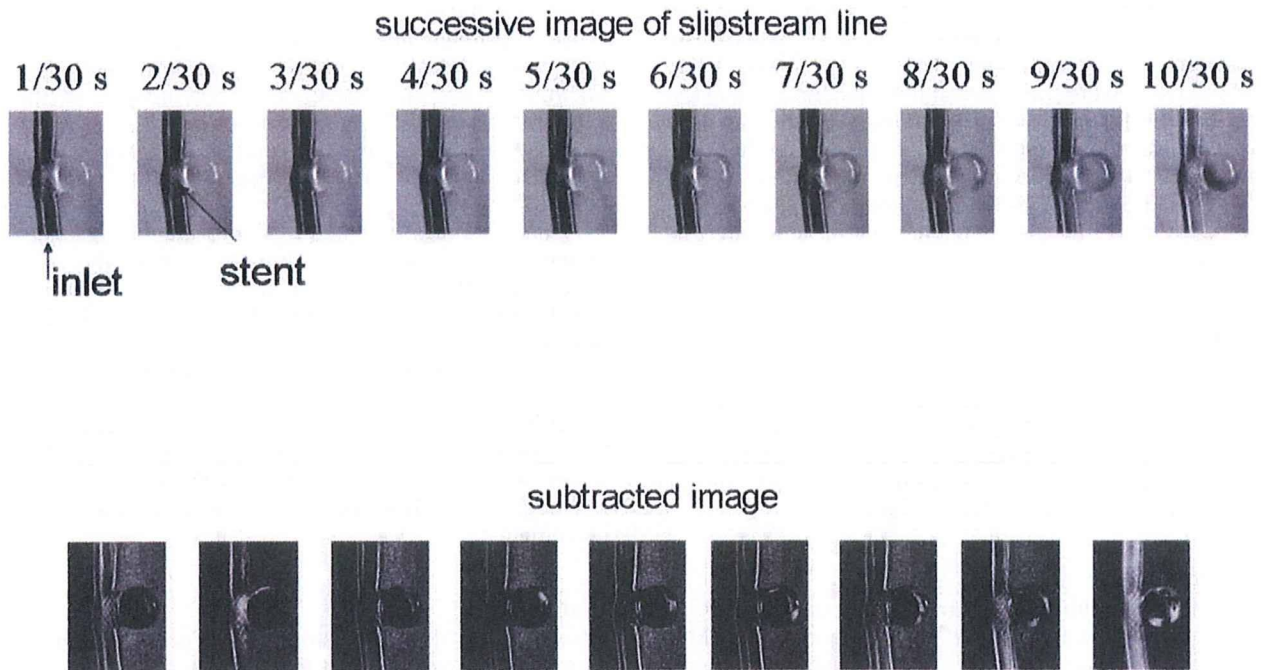 successive image of slipstream line
1/30 s 2/30 s 3/30 s 4/30 s 5/30 s 6/30 s 7/30 s 8/30 s 9/30 s 10/30 s
inlet
stent
subtracted image